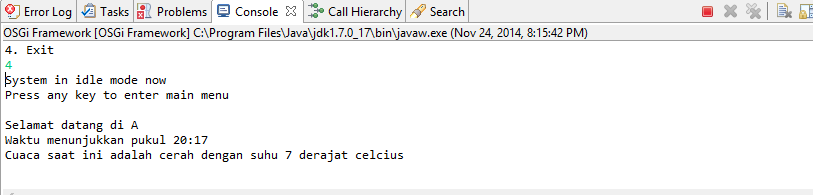 Error Log Tasks Problems Console Call Hierarchy Search
OSGi Framework [OSGi Framework] C:\Program Files\Java\jdk1.7.0_17\bin\javaw.exe (Nov 24, 2014, 8:15:42 PM)
4. Exit
4
System in idle mode now
Press any key to enter main menu
Selamat datang di A
Waktu menunjukkan pukul 20:17
Cuaca saat ini adalah cerah dengan suhu 7 derajat celcius